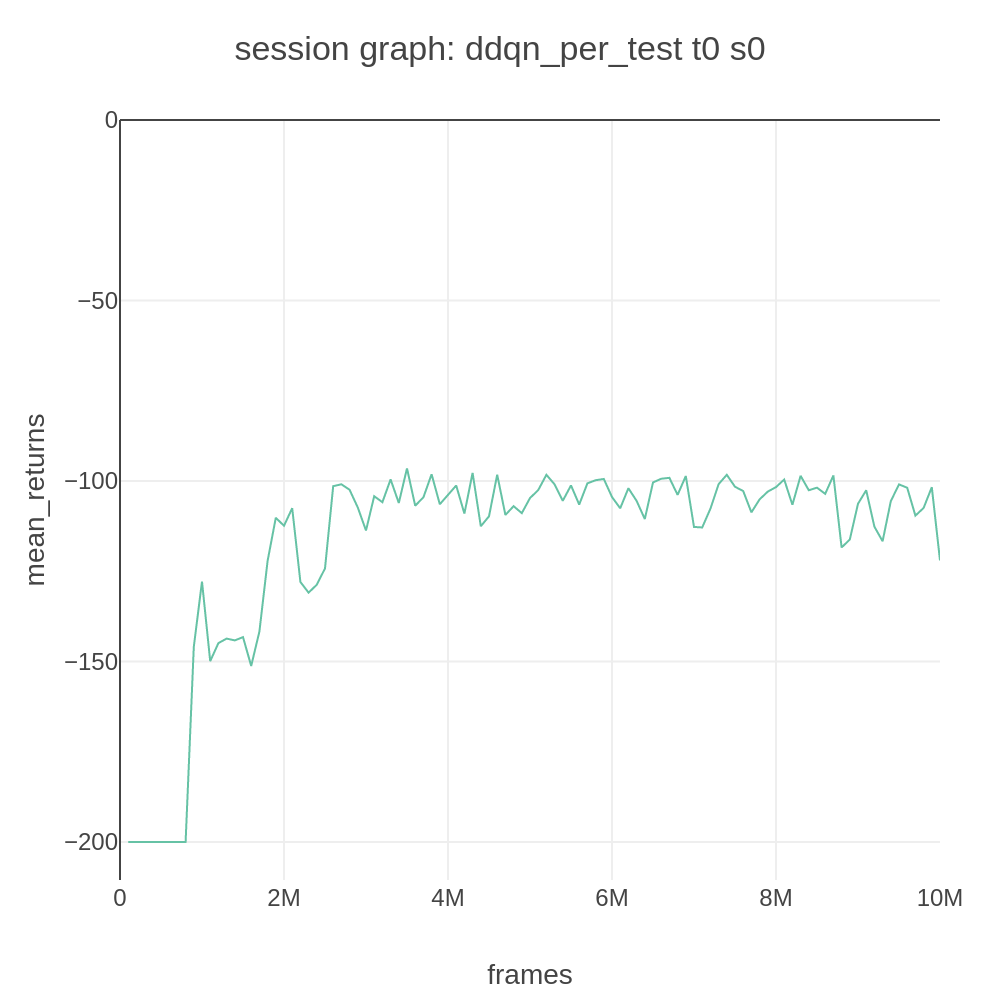 session graph: ddqn_per_test t0 s0
0
−50
−100
−150
−200
mean_returns
0
2M
4M
6M
8M
10M
frames